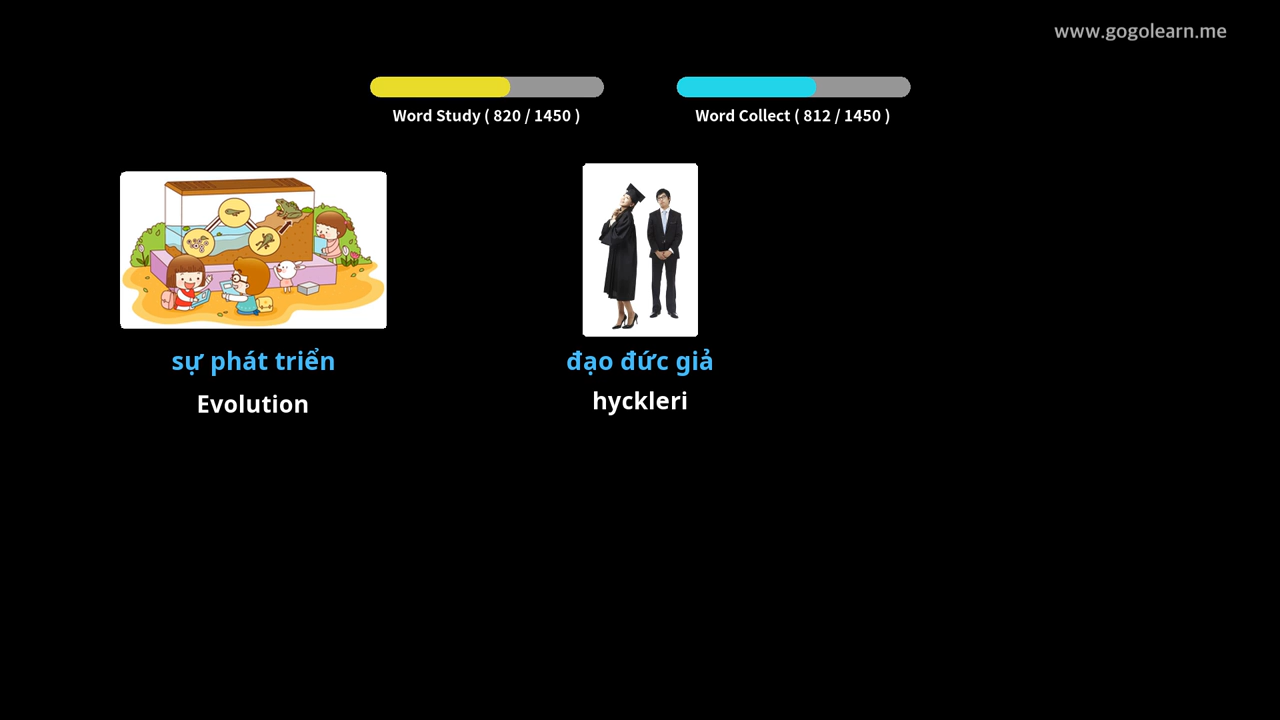 www.gogolearn.me
Word Study ( 820 / 1450 )
Word Collect ( 812 / 1450 )
sự phát triển
Evolution
đạo đức giả
hyckleri